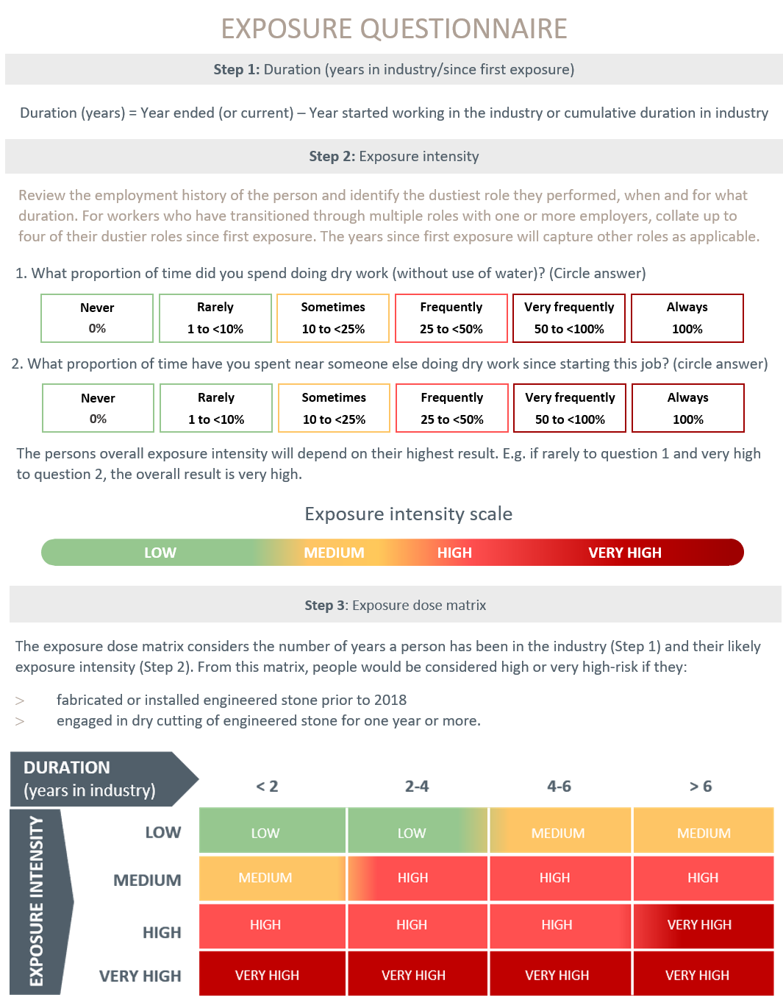 EXPOSURE QUESTIONNAIRE
Step 1: Duration (years in industry/since first exposure)
Duration (years) = Year ended (or current) – Year started working in the industry or cumulative duration in industry
Step 2: Exposure intensity
Review the employment history of the person and identify the dustiest role they performed, when and for what
duration. For workers who have transitioned through multiple roles with one or more employers, collate up to
four of their dustier roles since first exposure. The years since first exposure will capture other roles as applicable.
1. What proportion of time did you spend doing dry work (without use of water)? (Circle answer)
Never Rarely Sometimes Frequently Very frequently Always
0% 1 to <10% 10 to <25% 25 to <50% 50 to <100% 100%
2. What proportion of time have you spent near someone else doing dry work since starting this job? (circle answer)
Never Rarely Sometimes Frequently Very frequently Always
0% 1 to <10% 10 to <25% 25 to <50% 50 to <100% 100%
The persons overall exposure intensity will depend on their highest result. E.g. if rarely to question 1 and very high
to question 2, the overall result is very high.
Exposure intensity scale
LOW MEDIUM HIGH VERY HIGH
Step 3: Exposure dose matrix
The exposure dose matrix considers the number of years a person has been in the industry (Step 1) and their likely
exposure intensity (Step 2). From this matrix, people would be considered high or very high-risk if they:
> fabricated or installed engineered stone prior to 2018
> engaged in dry cutting of engineered stone for one year or more.
DURATION
(years in industry)
< 2 2-4 4-6 > 6
EXPOSURE INTENSITY
LOW LOW LOW MEDIUM MEDIUM
MEDIUM MEDIUM HIGH HIGH HIGH
HIGH HIGH HIGH HIGH VERY HIGH
VERY HIGH VERY HIGH VERY HIGH VERY HIGH VERY HIGH